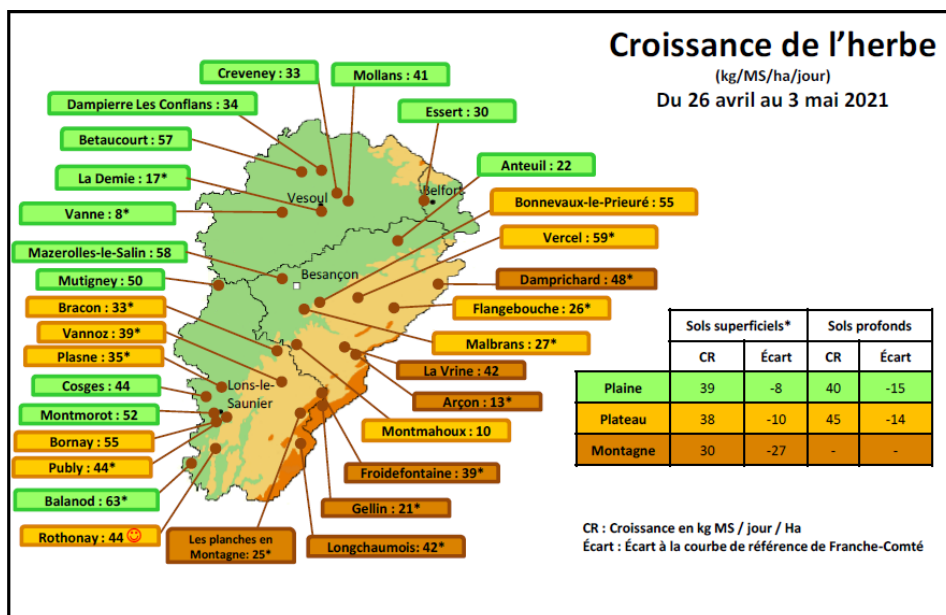 Croissance de l’herbe
(kg/MS/ha/jour)
Du 26 avril au 3 mai 2021
Creveney : 33
Mollans : 41
Dampierre Les Conflans : 34
Essert : 30
Betaucourt : 57
Anteuil : 22
La Demie : 17*
Vesoul
Belfort
Bonnevaux-le-Prieuré : 55
Vanne : 8*
Vercel : 59*
Mazerolles-le-Salin : 58
Besançon
Damprichard : 48*
Mutigney : 50
Bracon : 33*
Flangebouche : 26*
Vannoz : 39*
Malbrans : 27*
Plasne : 35*
La Vrine : 42
Cosges : 44
Lons-le-
Saunier
Arçon : 13*
Montmorot : 52
Montmahoux : 10
Bornay : 55
Publy : 44*
Froidefontaine : 39*
Balanod : 63*
Gellin : 21*
Rothonay : 44
Les planches en
Montagne: 25*
Longchaumois: 42*
Sols superficiels* Sols profonds
CR Écart CR Écart
Plaine 39 -8 40 -15
Plateau 38 -10 45 -14
Montagne 30 -27 - -
CR : Croissance en kg MS / jour / Ha
Écart : Écart à la courbe de référence de Franche-Comté